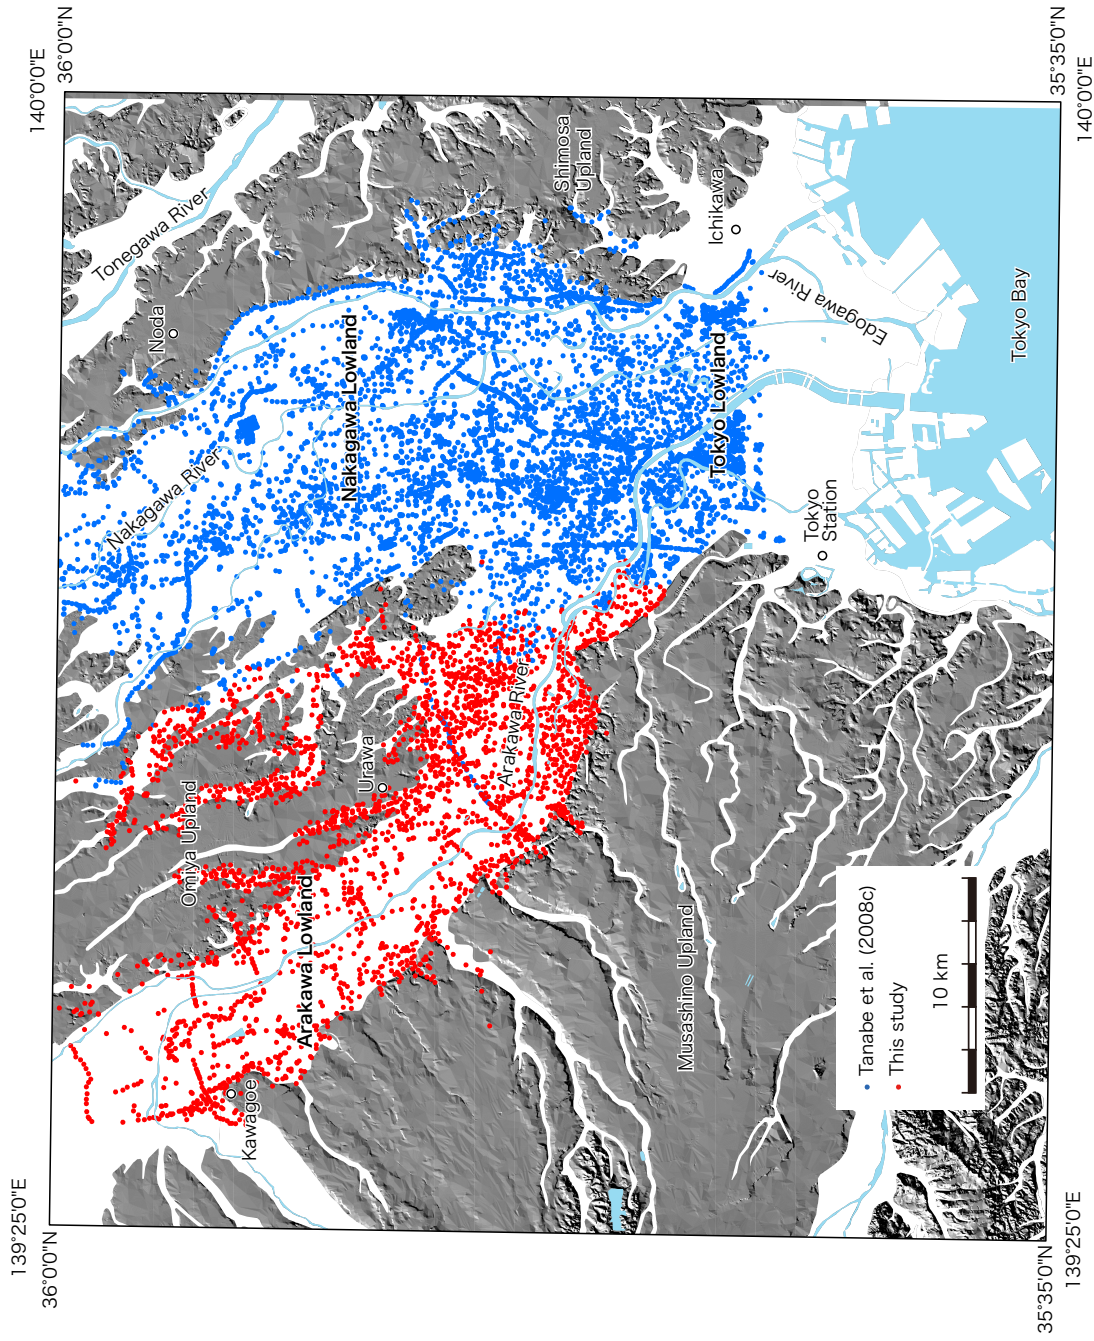 36°0'0"N
140°0'0"E
35°35'0"N
140°0'0"E
Tonegawa River
Noda
Shimosa
Upland
Ichikawa
Edogawa River
Tokyo Bay
Nakagawa Lowland
Tokyo Lowland
Nakagawa River
Tokyo
Station
Arakawa River
Urawa
Omiya Upland
Arakawa Lowland
Musashino Upland
Kawagoe
Tanabe et al. (2008c)
This study
10 km
139°25'0"E
36°0'0"N
35°35'0"N
139°25'0"E